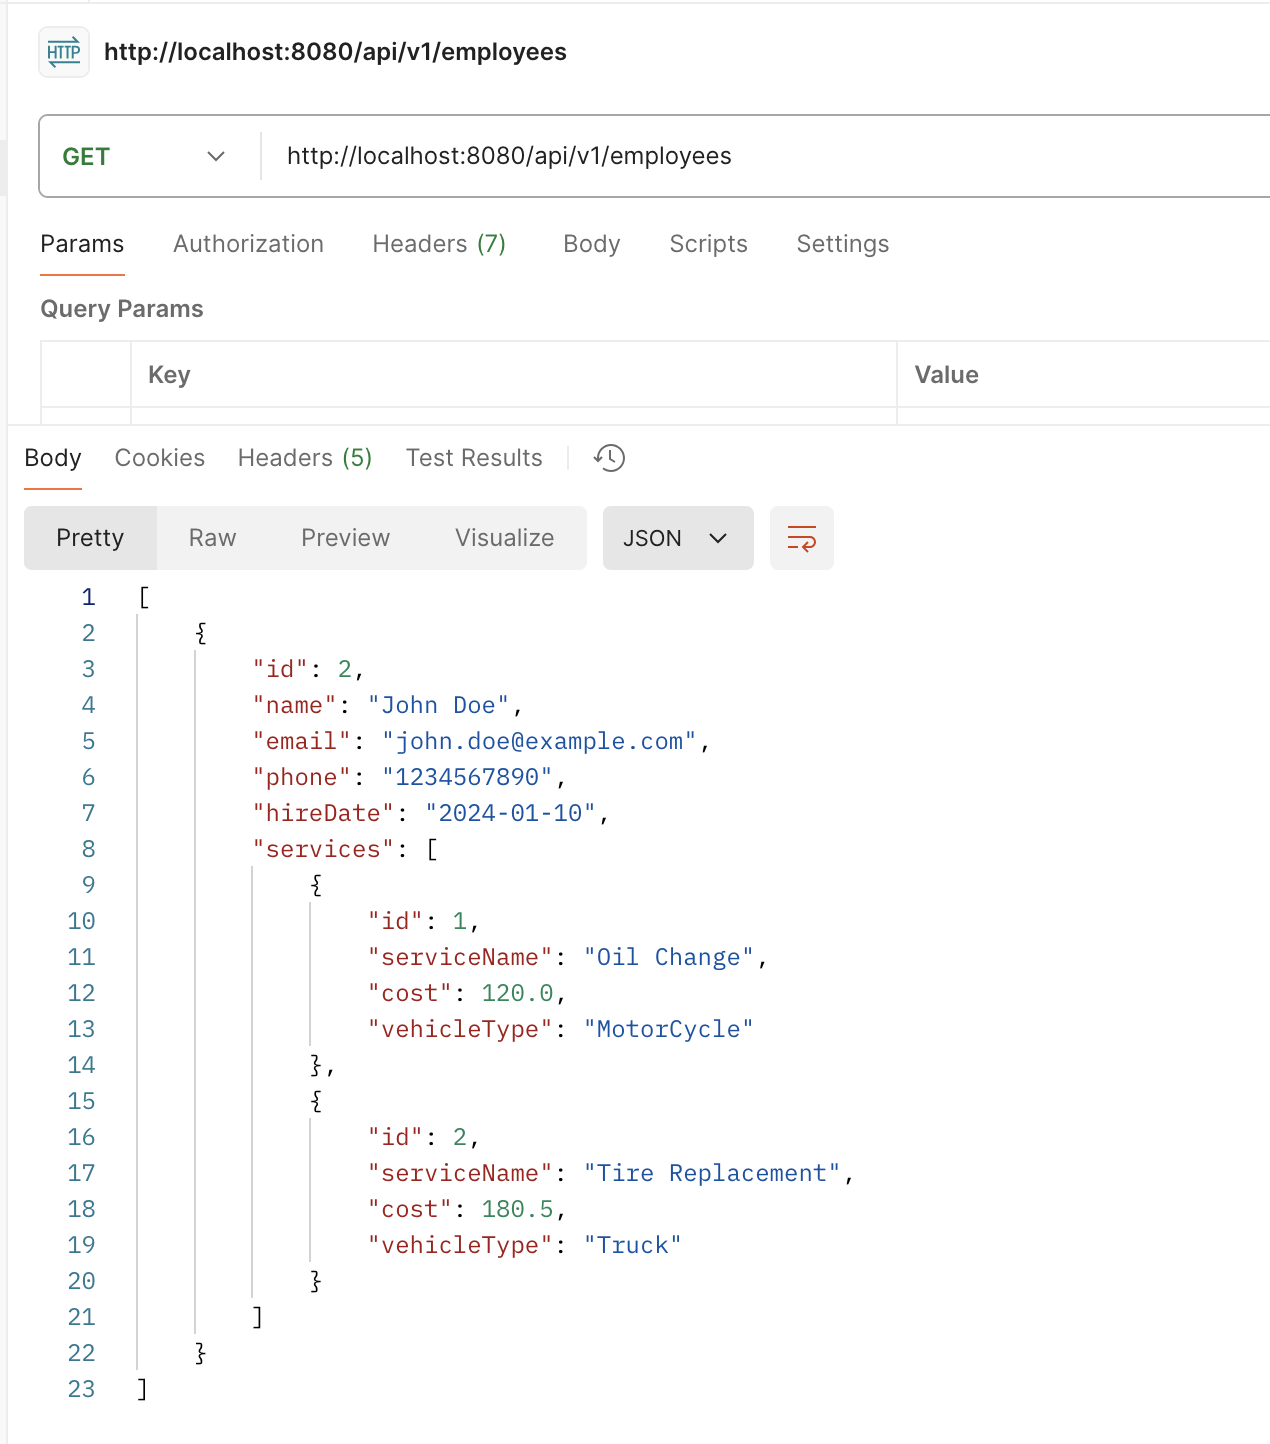 HTTP http://localhost:8080/api/v1/employees
GET http://localhost:8080/api/v1/employees
Params Authorization Headers (7) Body Scripts Settings
Query Params
Key Value
Body Cookies Headers (5) Test Results
Pretty Raw Preview Visualize JSON
1 [
2 {
3 "id": 2,
4 "name": "John Doe",
5 "email": "john.doe@example.com",
6 "phone": "1234567890",
7 "hireDate": "2024-01-10",
8 "services": [
9 {
10 "id": 1,
11 "serviceName": "Oil Change",
12 "cost": 120.0,
13 "vehicleType": "MotorCycle"
14 },
15 {
16 "id": 2,
17 "serviceName": "Tire Replacement",
18 "cost": 180.5,
19 "vehicleType": "Truck"
20 }
21 ]
22 }
23 ]